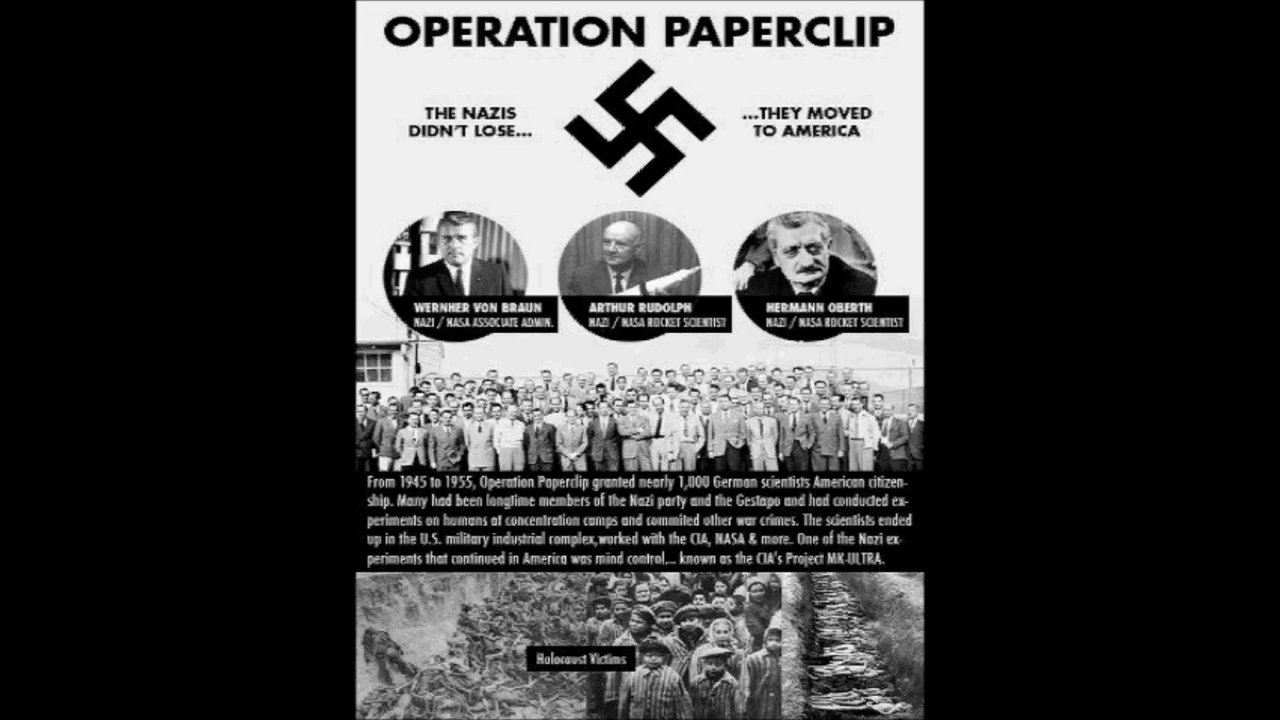 OPERATION PAPERCLIP
THE NAZIS
DIDN'T LOSE...
...THEY MOVED
TO AMERICA
WERNHER VON BRAUN
NAZI / NASA ASSOCIATE ADMIN.
ARTHUR RUDOLPH
NAZI / NASA ROCKET SCIENTIST
HERMANN OBERTH
NAZI / NASA ROCKET SCIENTIST
From 1945 to 1955, Operation Paperclip granted nearly 1,000 German scientists American citizen-
ship. Many had been longtime members of the Nazi party and the Gestapo and had conducted ex-
periments on humans at concentration camps and commited other war crimes. The scientists ended
up in the U.S. military industrial complex,worked with the CIA, NASA & more. One of the Nazi ex-
periments that continued in America was mind control,.. known as the CIA's Project MK-ULTRA.
Holocaust Victims